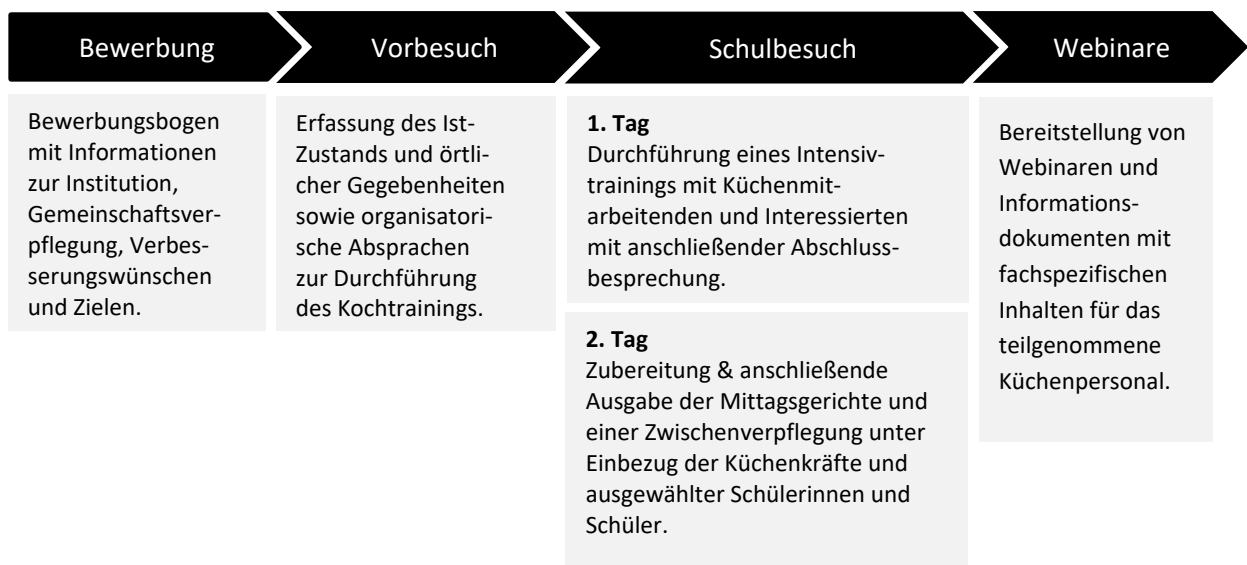 Bewerbung
Vorbesuch
Schulbesuch
Webinare
Bewerbungsbogen
mit Informationen
zur Institution,
Gemeinschaftsver-
pflegung, Verbes-
serungswünschen
und Zielen.
Erfassung des Ist-
Zustands und örtli-
cher Gegebenheiten
sowie organisatori-
sche Absprachen
zur Durchführung
des Kochtrainings.
1. Tag
Durchführung eines Intensiv-
trainings mit Küchenmit-
arbeitenden und Interessierten
mit anschließender Abschluss-
besprechung.
2. Tag
Zubereitung & anschließende
Ausgabe der Mittagsgerichte und
einer Zwischenverpflegung unter
Einbezug der Küchenkräfte und
ausgewählter Schülerinnen und
Schüler.
Bereitstellung von
Webinaren und
Informations-
dokumenten mit
fachspezifischen
Inhalten für das
teilgenommene
Küchenpersonal.